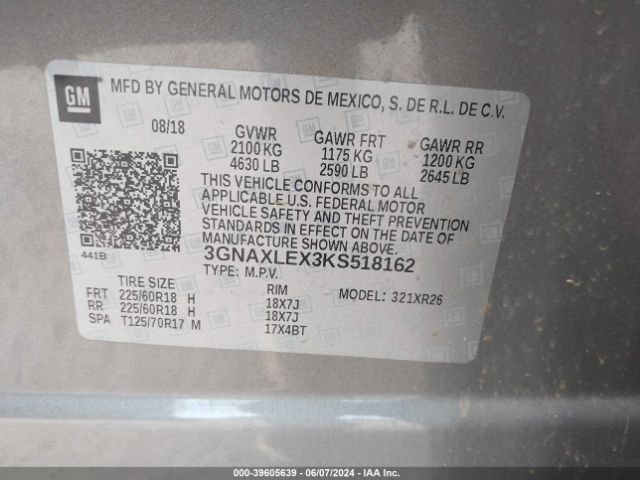 GM
MFD BY GENERAL MOTORS DE MEXICO, S. DE R.L. DE C.V.
08/18
GVWR
2100 KG
4630 LB
GAWR FRT
1175 KG
2590 LB
GAWR RR
1200 KG
2645 LB
THIS VEHICLE CONFORMS TO ALL
APPLICABLE U.S. FEDERAL MOTOR
VEHICLE SAFETY AND THEFT PREVENTION
STANDARDS IN EFFECT ON THE DATE OF
MANUFACTURE SHOWN ABOVE.
441B
3GNAXLEX3KS518162
TYPE: M.P.V.
TIRE SIZE RIM MODEL: 321XR26
FRT 225/60R18 H 18X7J
RR 225/60R18 H 18X7J
SPA T125/70R17 M 17X4BT
000-39605639 - 06/07/2024 - IAA Inc.